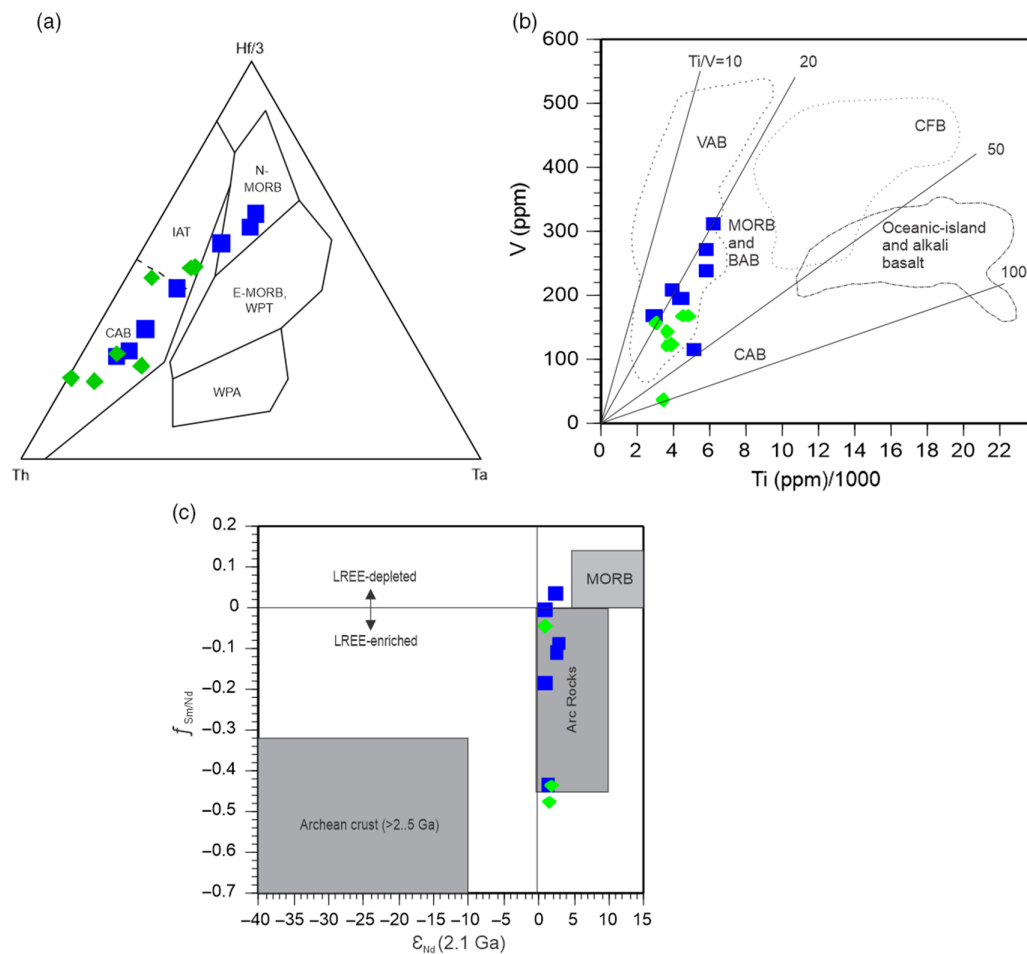 (a)
Hf/3
N-
MORB
IAT
E-MORB,
WPT
CAB
WPA
Th
Ta
(b)
600
500
400
300
200
100
0
V (ppm)
Ti/V=10
20
VAB
CFB
50
MORB
and
BAB
Oceanic-island
and alkali
basalt
100
CAB
0 2 4 6 8 10 12 14 16 18 20 22
Ti (ppm)/1000
(c)
0.2
0.1
0
−0.1
−0.2
−0.3
−0.4
−0.5
−0.6
−0.7
f Sm/Nd
LREE-depleted
LREE-enriched
MORB
Arc Rocks
Archean crust (>2..5 Ga)
−40 −35 −30 −25 −20 −15 −10 −5 0 5 10 15
εNd (2.1 Ga)